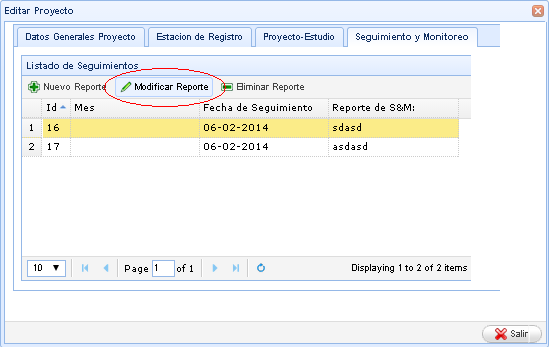 Editar Proyecto
Datos Generales Proyecto Estacion de Registro Proyecto-Estudio Seguimiento y Monitoreo
Listado de Seguimientos
Nuevo Reporte Modificar Reporte Eliminar Reporte
Id Mes Fecha de Seguimiento Reporte de S&M:
1 16 06-02-2014 sdasd
2 17 06-02-2014 asdasd
10 Page 1 of 1 Displaying 1 to 2 of 2 items
Salir